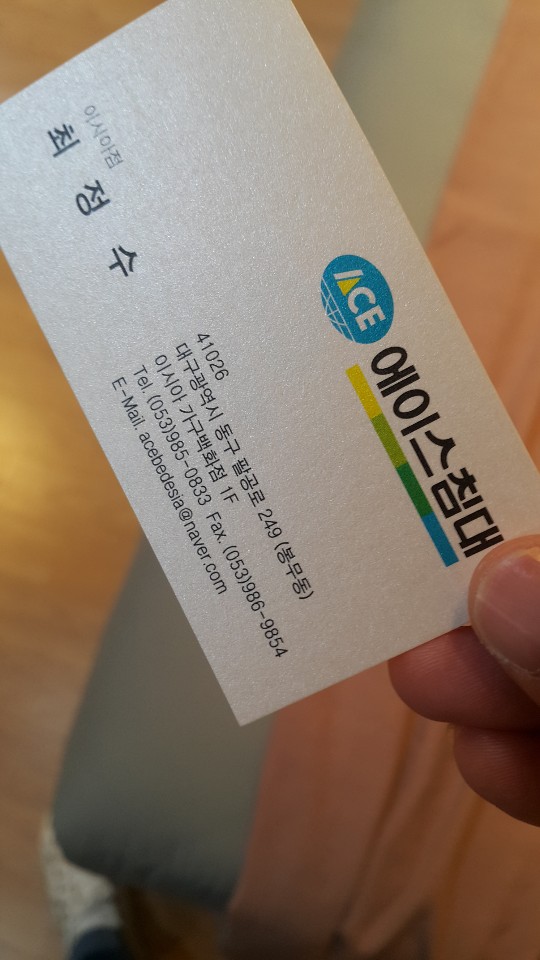 ACE
에이스침대
이시아점
최정수
41026
대구광역시 동구 팔공로 249 (봉무동)
이시아 가구백화점 1F
Tel. (053)985-0833 Fax. (053)986-9854
E-Mail. acebedesia@naver.com